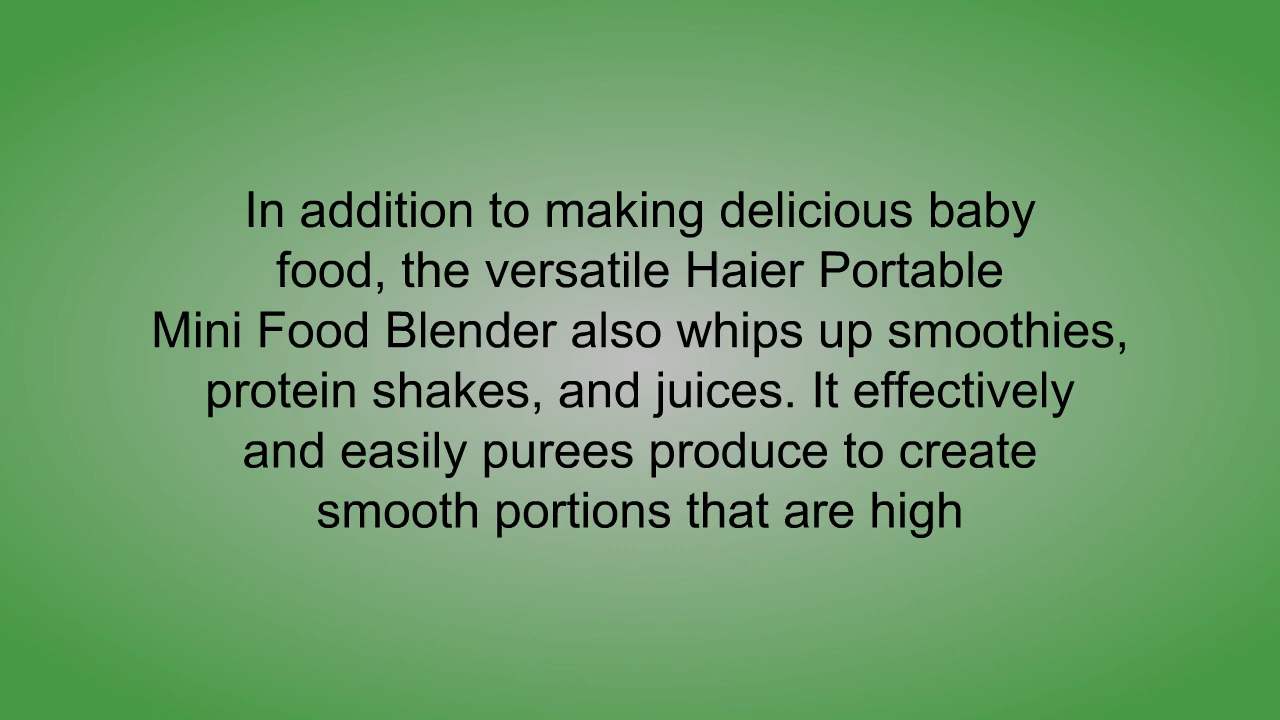 In addition to making delicious baby
food, the versatile Haier Portable
Mini Food Blender also whips up smoothies,
protein shakes, and juices. It effectively
and easily purees produce to create
smooth portions that are high